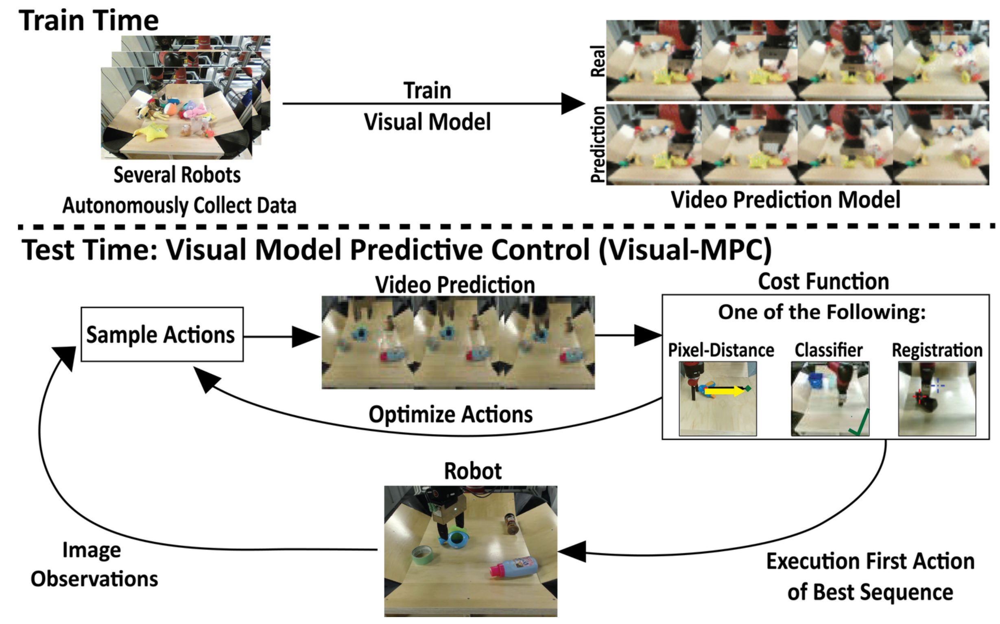 Train Time
Real
Train
Visual Model
Prediction
Several Robots
Autonomously Collect Data
Video Prediction Model
Test Time: Visual Model Predictive Control (Visual-MPC)
Video Prediction
Cost Function
One of the Following:
Sample Actions
Pixel-Distance
Classifier
Registration
Optimize Actions
Robot
Image
Observations
Execution First Action
of Best Sequence